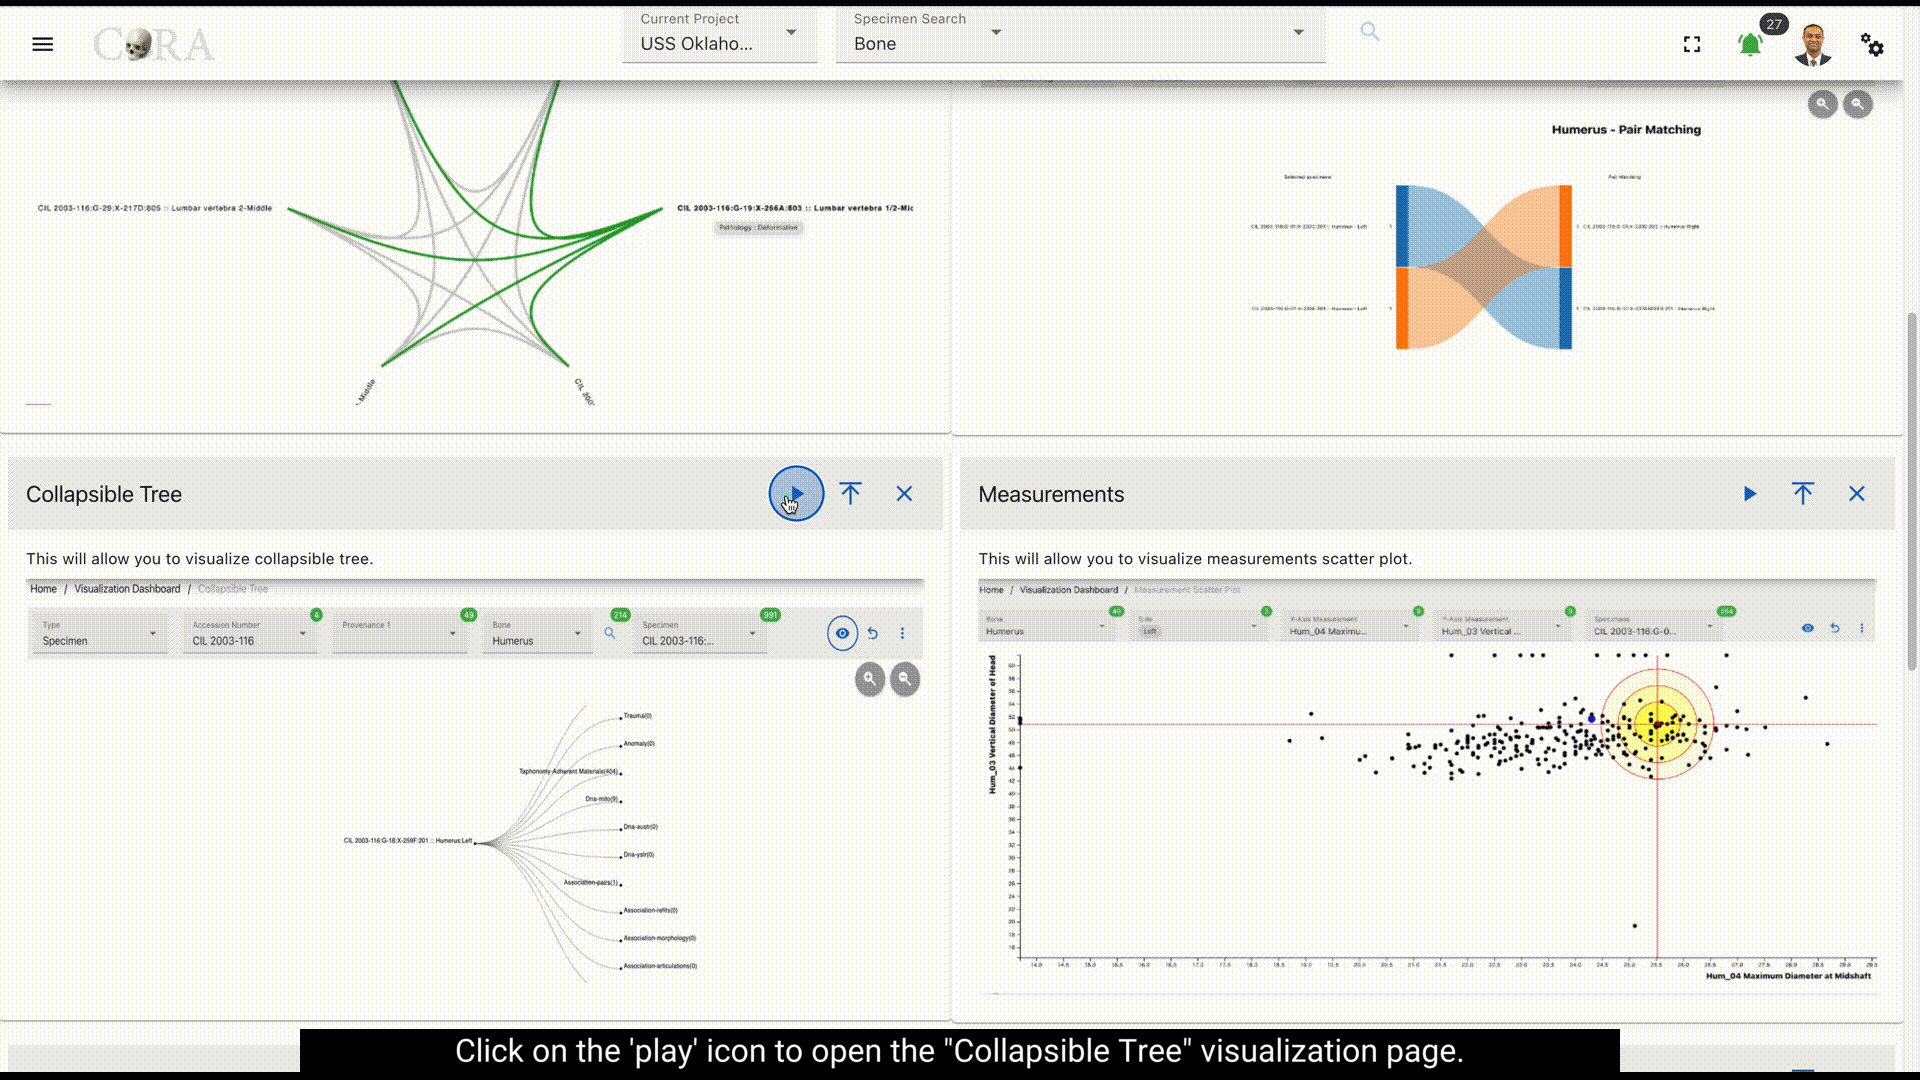 CORA
Current Project
USS Oklaho...
Specimen Search
Bone
27
Humerus - Pair Matching
Selected specimens
Pair Matching
CIL 2003-116:G-29:X-217D:805 :: Lumbar vertebra 2-Middle
CIL 2003-116:G-19:X-266A:803 :: Lumbar vertebra 1/2-Mic
Pathology : Deformative
-Middle
CIL 200
Collapsible Tree
This will allow you to visualize collapsible tree.
Home / Visualization Dashboard / Collapsible Tree
Type
Specimen
Accession Number
CIL 2003-116
4
Provenance 1
49
Bone
Humerus
214
Specimen
CIL 2003-116:...
991
Trauma(0)
Anomaly(0)
Taphonomy-Adherent Materials(404)
Dna-mito(9)
Dna-austr(0)
CIL 2003-116:G-16:X-259F:201 :: Humerus:Left
Dna-ystr(0)
Association-pairs(1)
Association-refits(0)
Association-morphology(0)
Association-articulations(0)
Measurements
This will allow you to visualize measurements scatter plot.
Home / Visualization Dashboard / Measurement Scatter Plot
Bone
Humerus
Side
Left
X-Axis Measurement
Hum_04 Maximu...
Y-Axis Measurement
Hum_03 Vertical ...
Specimens
CIL 2003-116:G-0...
Hum_03 Vertical Diameter of Head
Hum_04 Maximum Diameter at Midshaft
Click on the 'play' icon to open the "Collapsible Tree" visualization page.